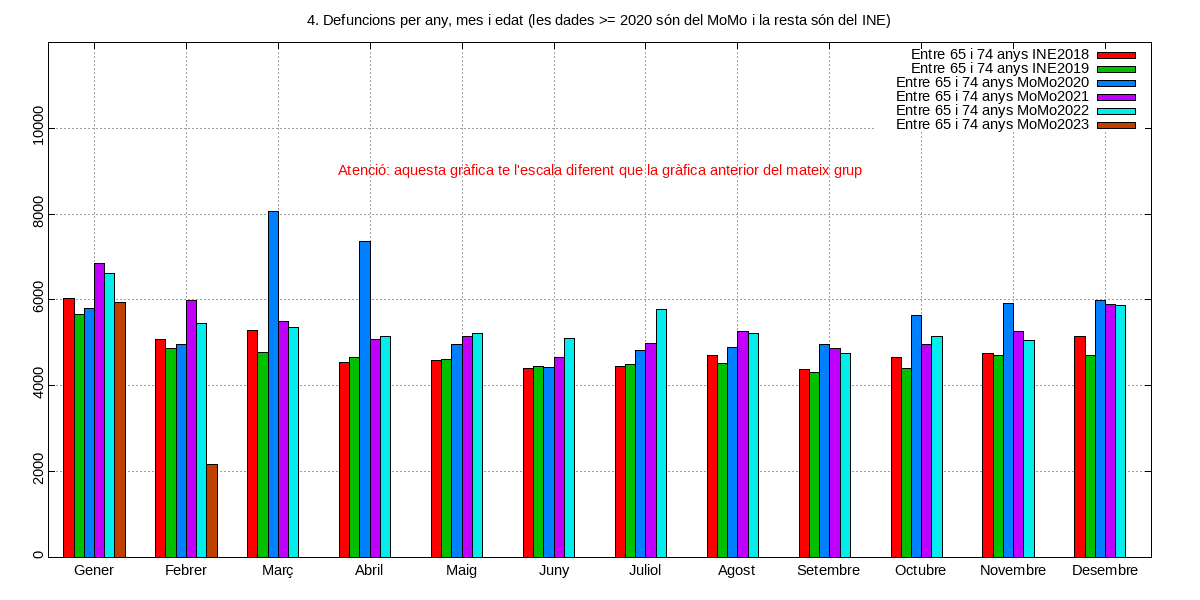 4. Defuncions per any, mes i edat (les dades >= 2020 són del MoMo i la resta són del INE)
Entre 65 i 74 anys INE2018
Entre 65 i 74 anys INE2019
Entre 65 i 74 anys MoMo2020
Entre 65 i 74 anys MoMo2021
Entre 65 i 74 anys MoMo2022
Entre 65 i 74 anys MoMo2023
Atenció: aquesta gràfica te l'escala diferent que la gràfica anterior del mateix grup
10000
8000
6000
4000
2000
0
Gener Febrer Març Abril Maig Juny Juliol Agost Setembre Octubre Novembre Desembre